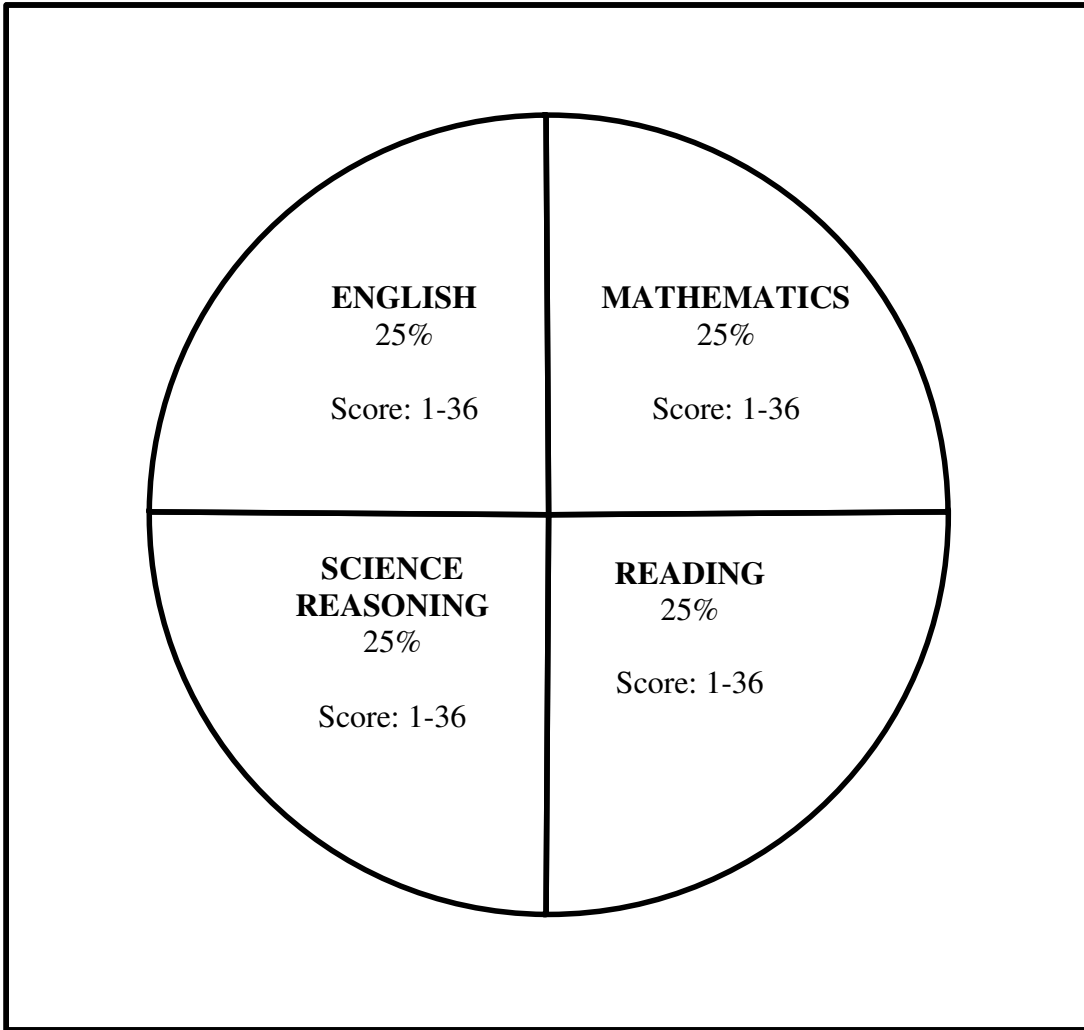 ENGLISH
25%
Score: 1-36
MATHEMATICS
25%
Score: 1-36
SCIENCE
REASONING
25%
Score: 1-36
READING
25%
Score: 1-36